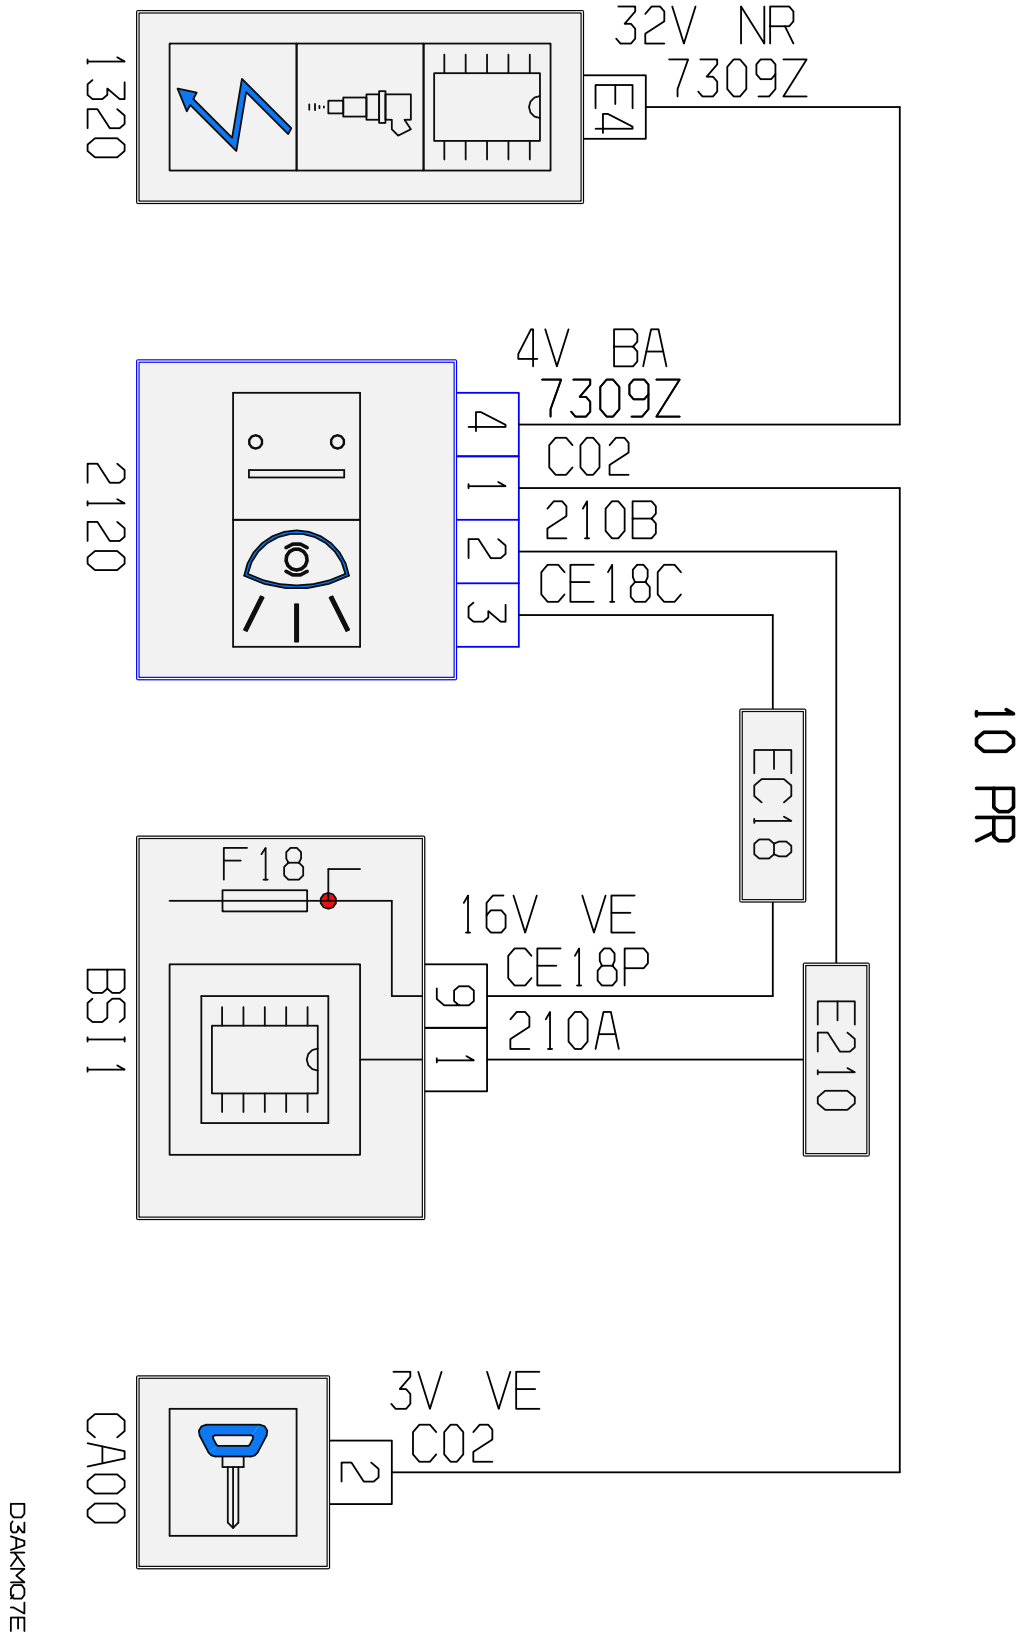 32V NR
7309Z
E4
1320
4V BA
7309Z
4
C02
1
210B
2
CE18C
3
2120
10 PR
EC18
F18
16V VE
CE18P
9
210A
1
E210
BSI1
3V VE
C02
2
CA00
D3AKMQ7E